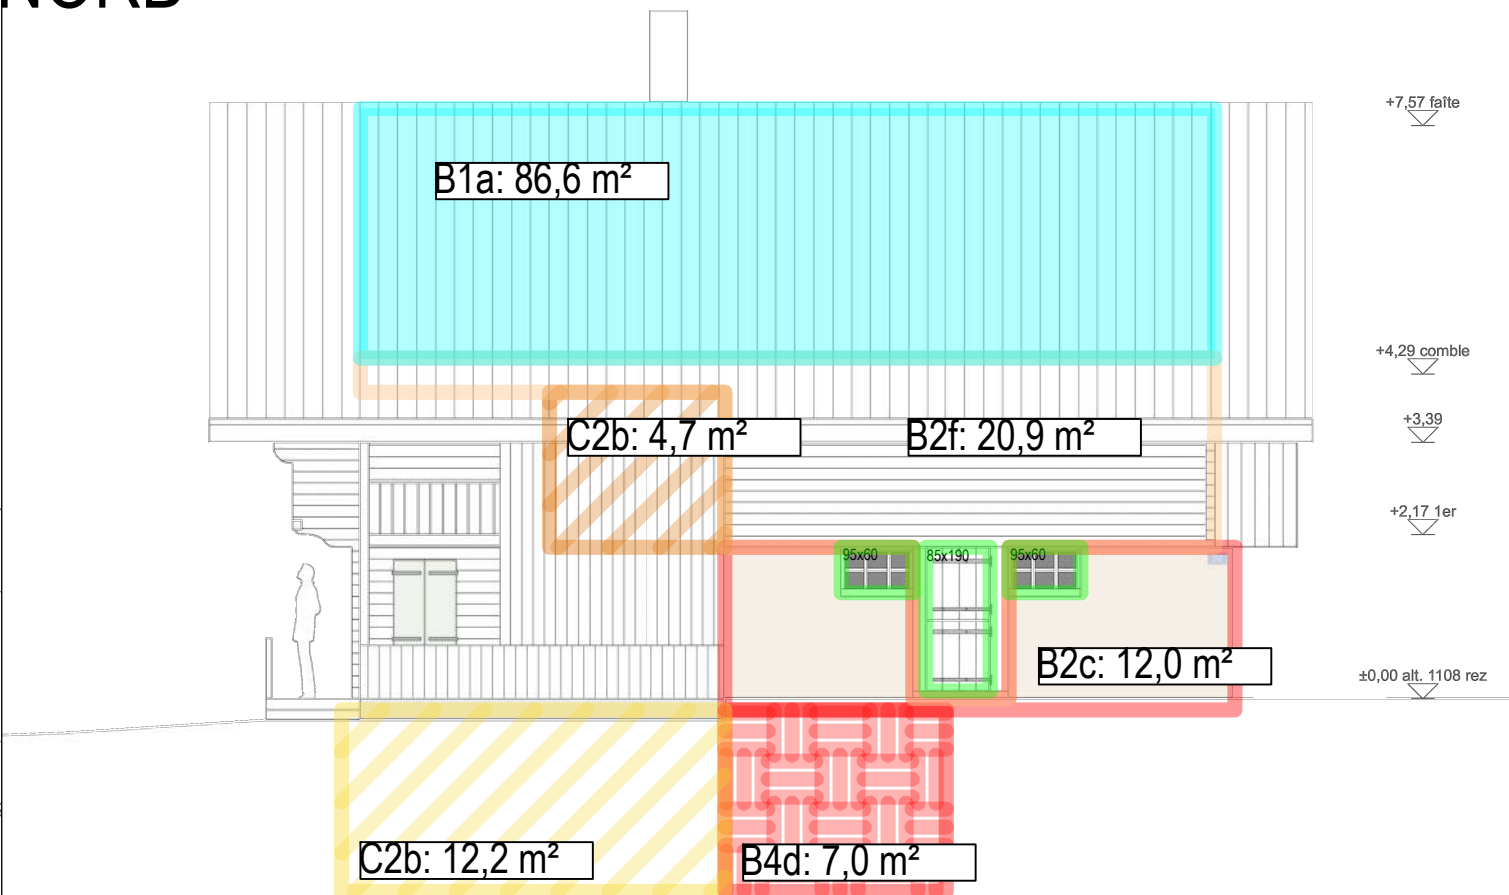 NORD
+7,57 faîte
B1a: 86,6 m²
+4,29 comble
+3,39
C2b: 4,7 m²
B2f: 20,9 m²
+2,17 1er
95x60
85x190
95x60
B2c: 12,0 m²
±0,00 alt. 1108 rez
C2b: 12,2 m²
B4d: 7,0 m²